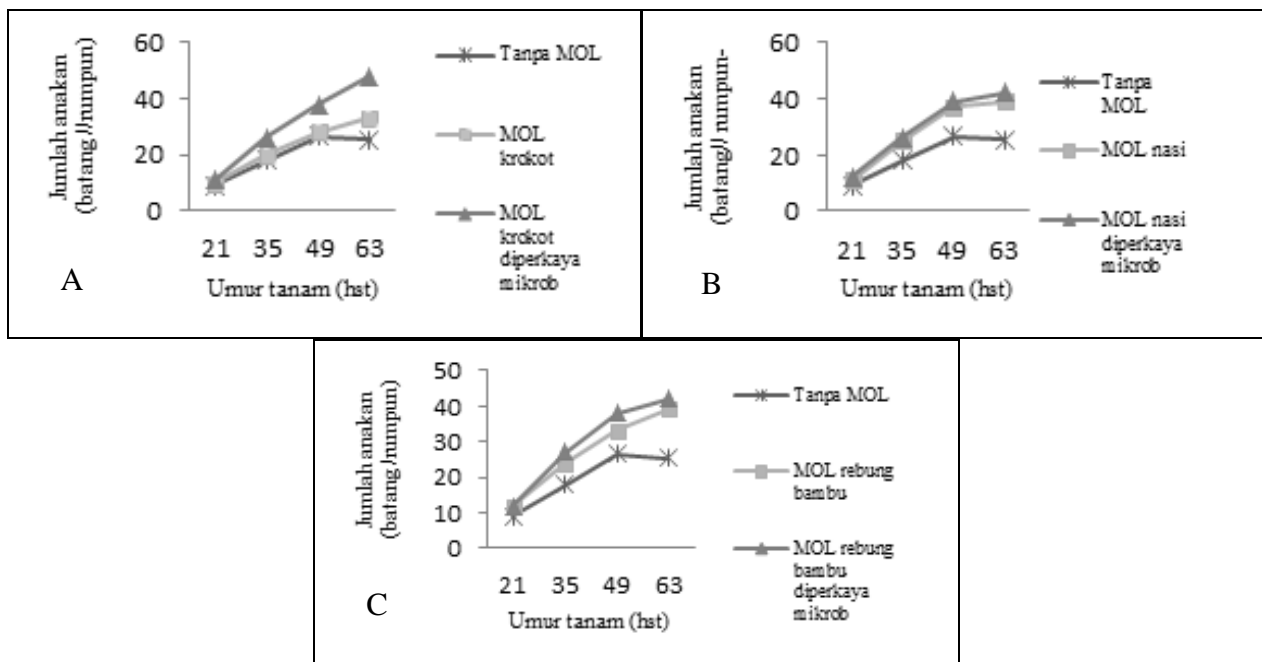 Jumlah anakan
(batang //rumpun)
60
40
20
0
21 35 49 63
Umur tanam (hst)
A
Tanpa MOL
MOL
krokot
MOL
krokot
diperkaya
mikrob
Jumlah anakan
(batang// rumpun-
60
40
20
0
21 35 49 63
Umur tanam (hst)
B
Tanpa
MOL
MOL nasi
MOL nasi
diperkaya
mikrob
Jumlah anakan
(batang /rumpun)
50
40
30
20
10
0
21 35 49 63
Umur tanam (hst)
C
Tanpa MOL
MOL rebung
bambu
MOL rebung
bambu
diperkaya
mikrob